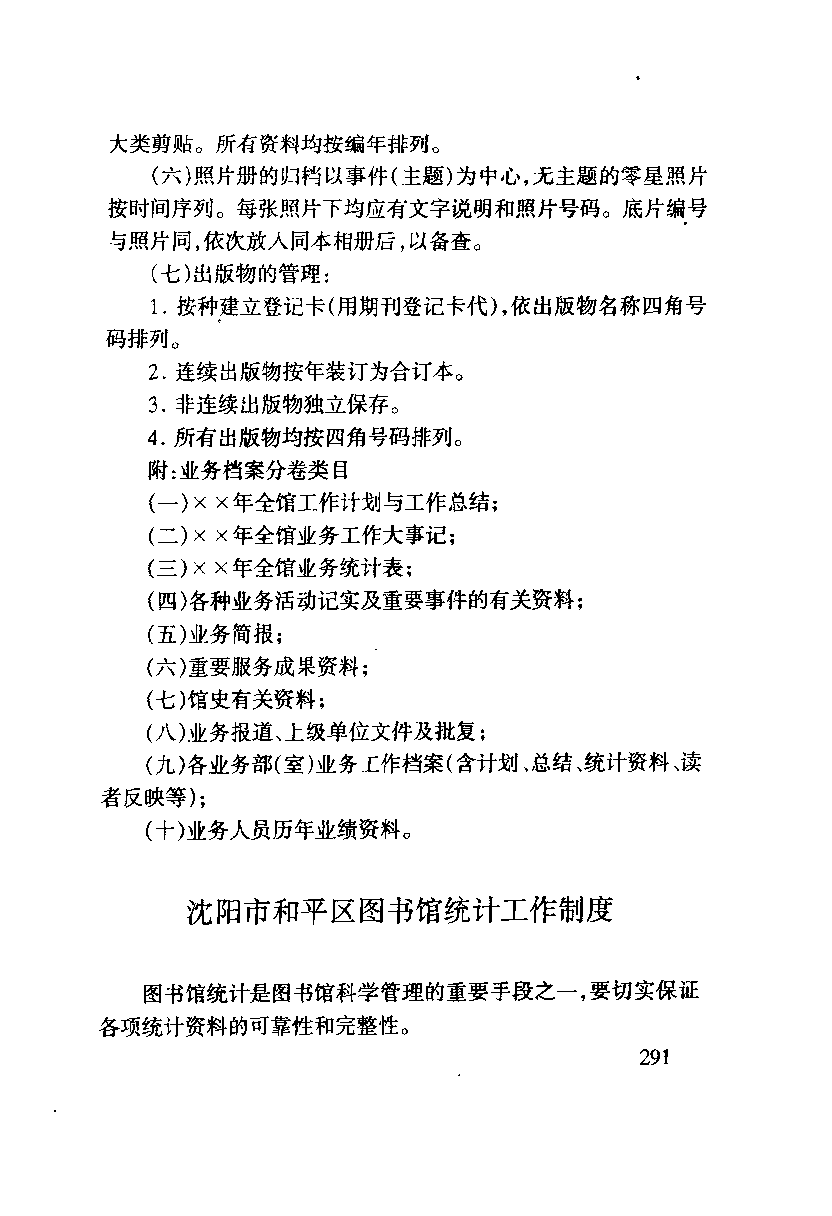 大类剪贴。所有资料均按编年排列。
(六)照片册的归档以事件(主题)为中心,无主题的零星照片
按时间序列。每张照片下均应有文字说明和照片号码。底片编号
与照片同,依次放入同本相册后,以备查。
(七)出版物的管理:
1. 按种建立登记卡(用期刊登记卡代),依出版物名称四角号
码排列。
2. 连续出版物按年装订为合订本。
3. 非连续出版物独立保存。
4. 所有出版物均按四角号码排列。
附:业务档案分卷类目
(一)××年全馆工作计划与工作总结;
(二)××年全馆业务工作大事记;
(三)××年全馆业务统计表;
(四)各种业务活动记实及重要事件的有关资料;
(五)业务简报;
(六)重要服务成果资料;
(七)馆史有关资料;
(八)业务报道、上级单位文件及批复;
(九)各业务部(室)业务工作档案(含计划、总结、统计资料、读
者反映等);
(十)业务人员历年业绩资料。
沈阳市和平区图书馆统计工作制度
图书馆统计是图书馆科学管理的重要手段之一,要切实保证
各项统计资料的可靠性和完整性。
291